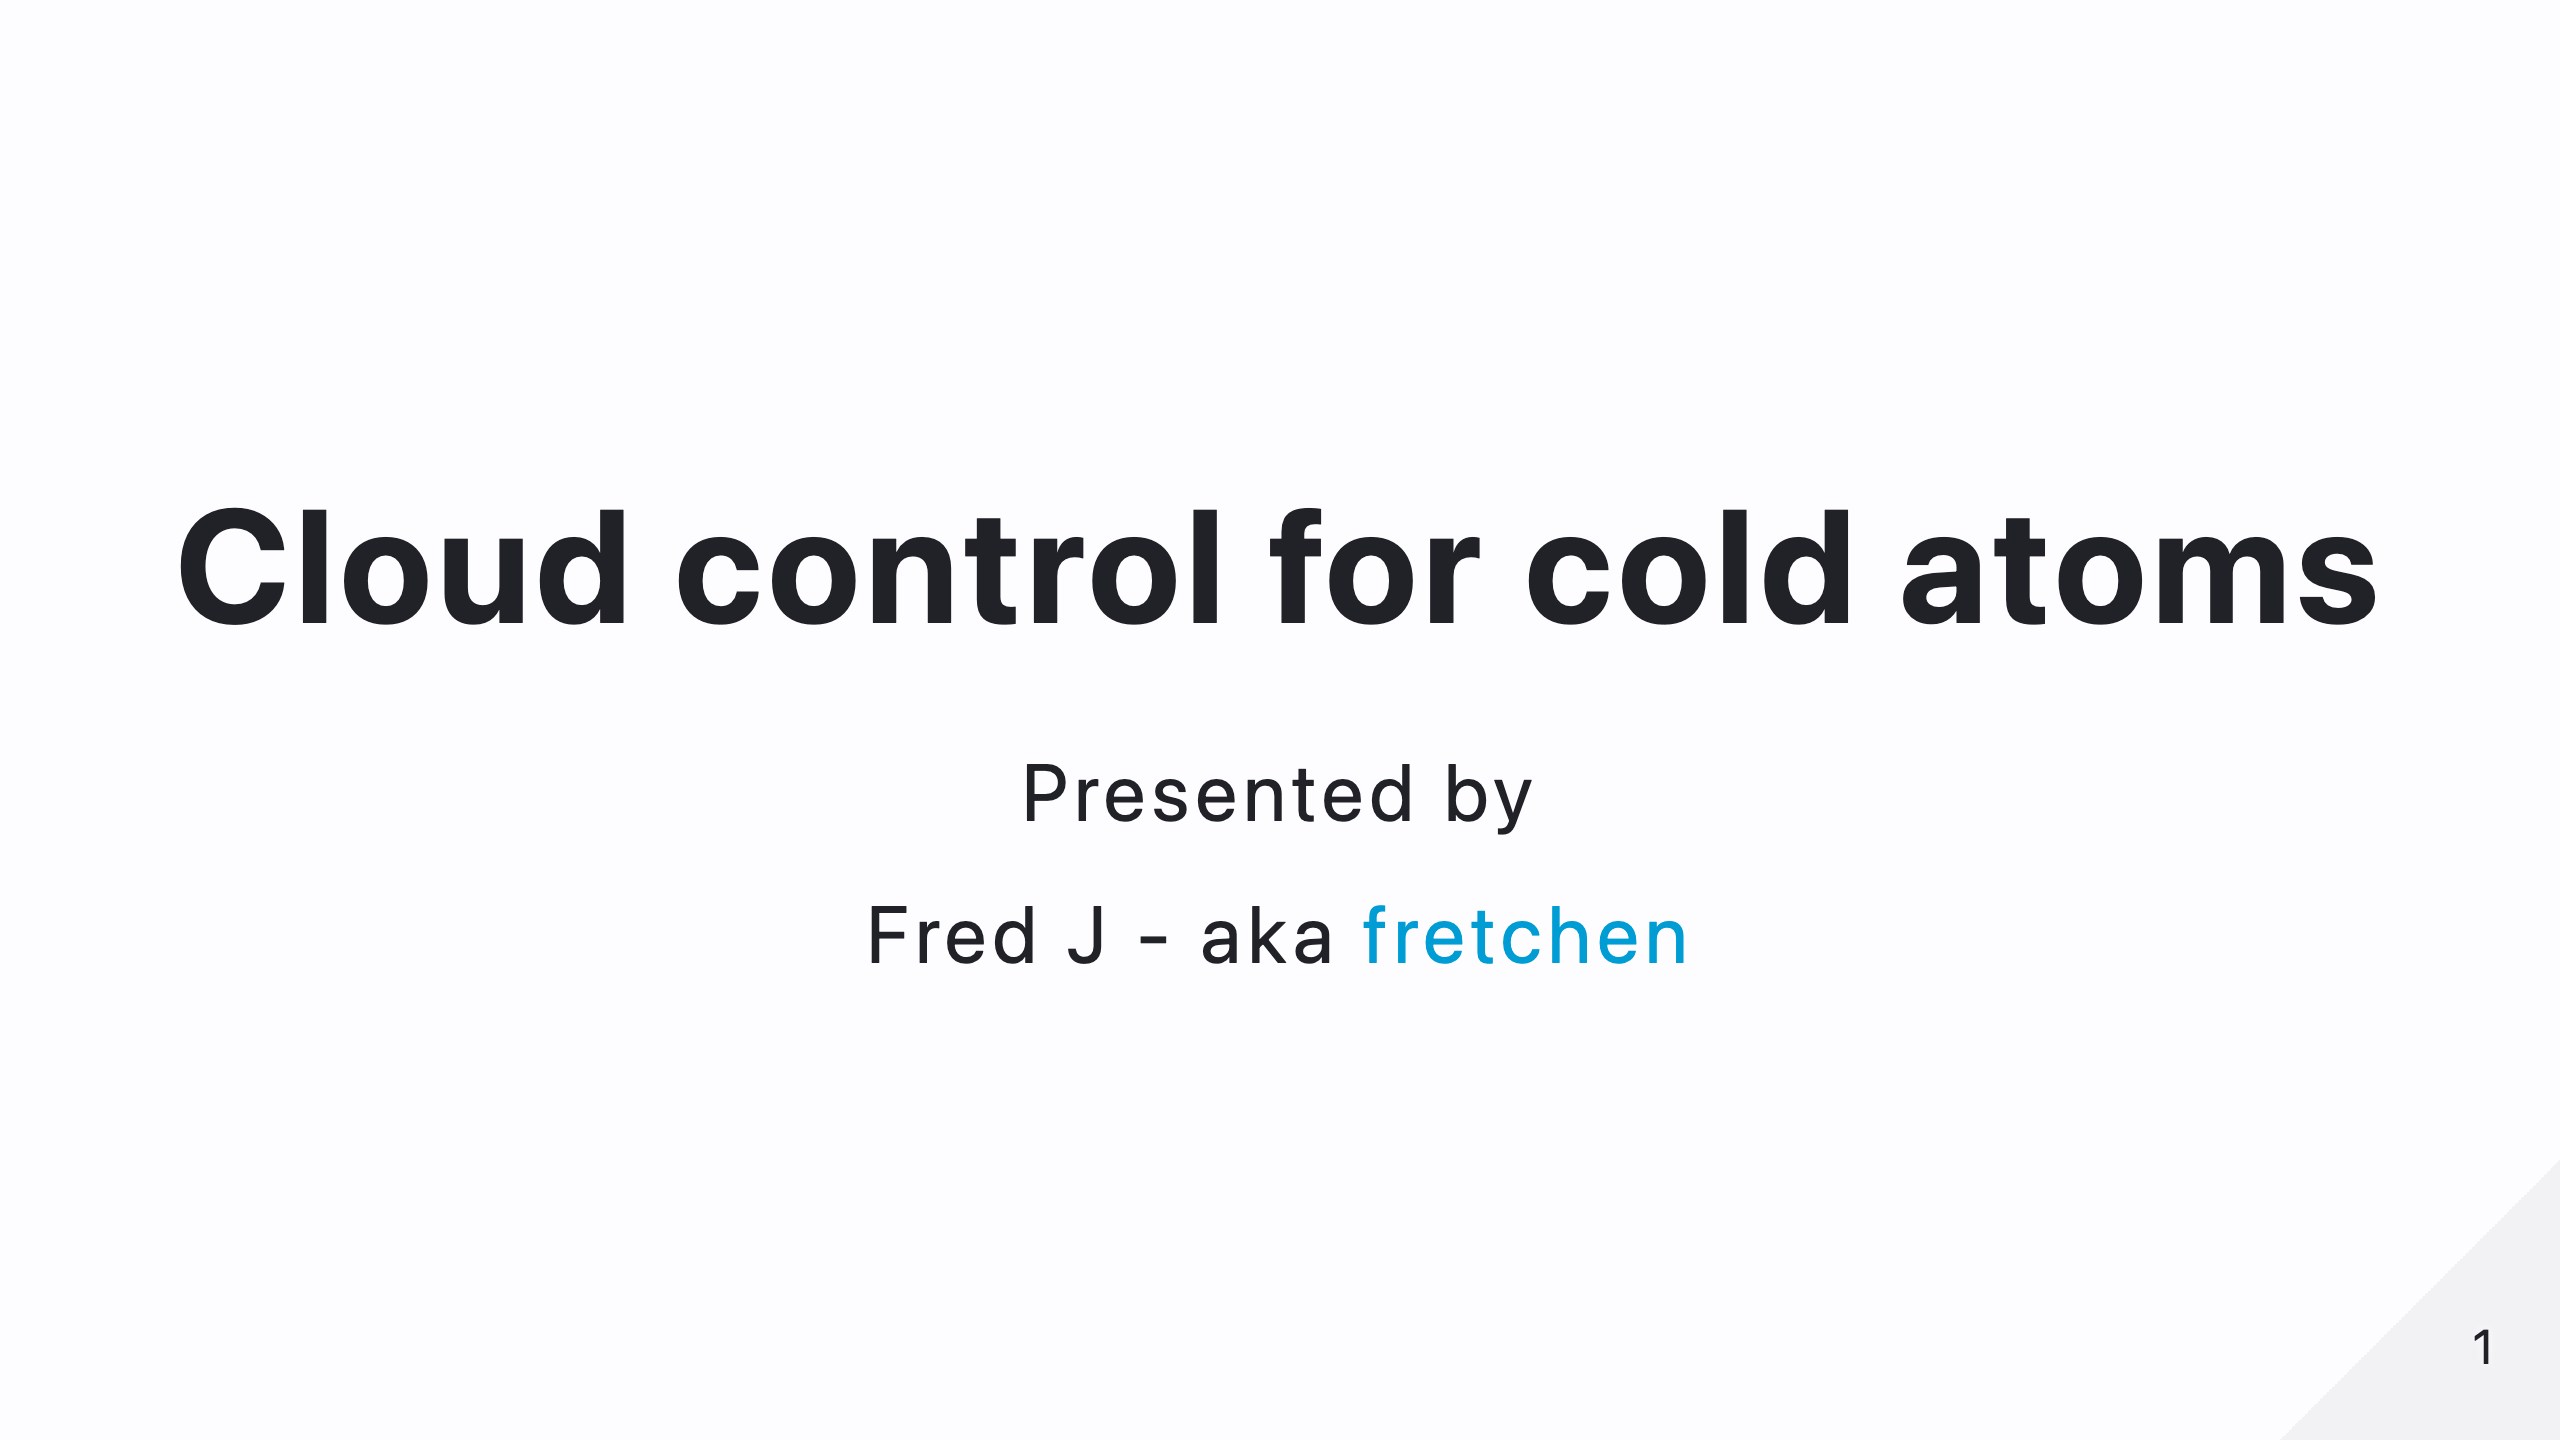 Cloud control for cold atoms
Presented by
Fred J - aka fretchen
1